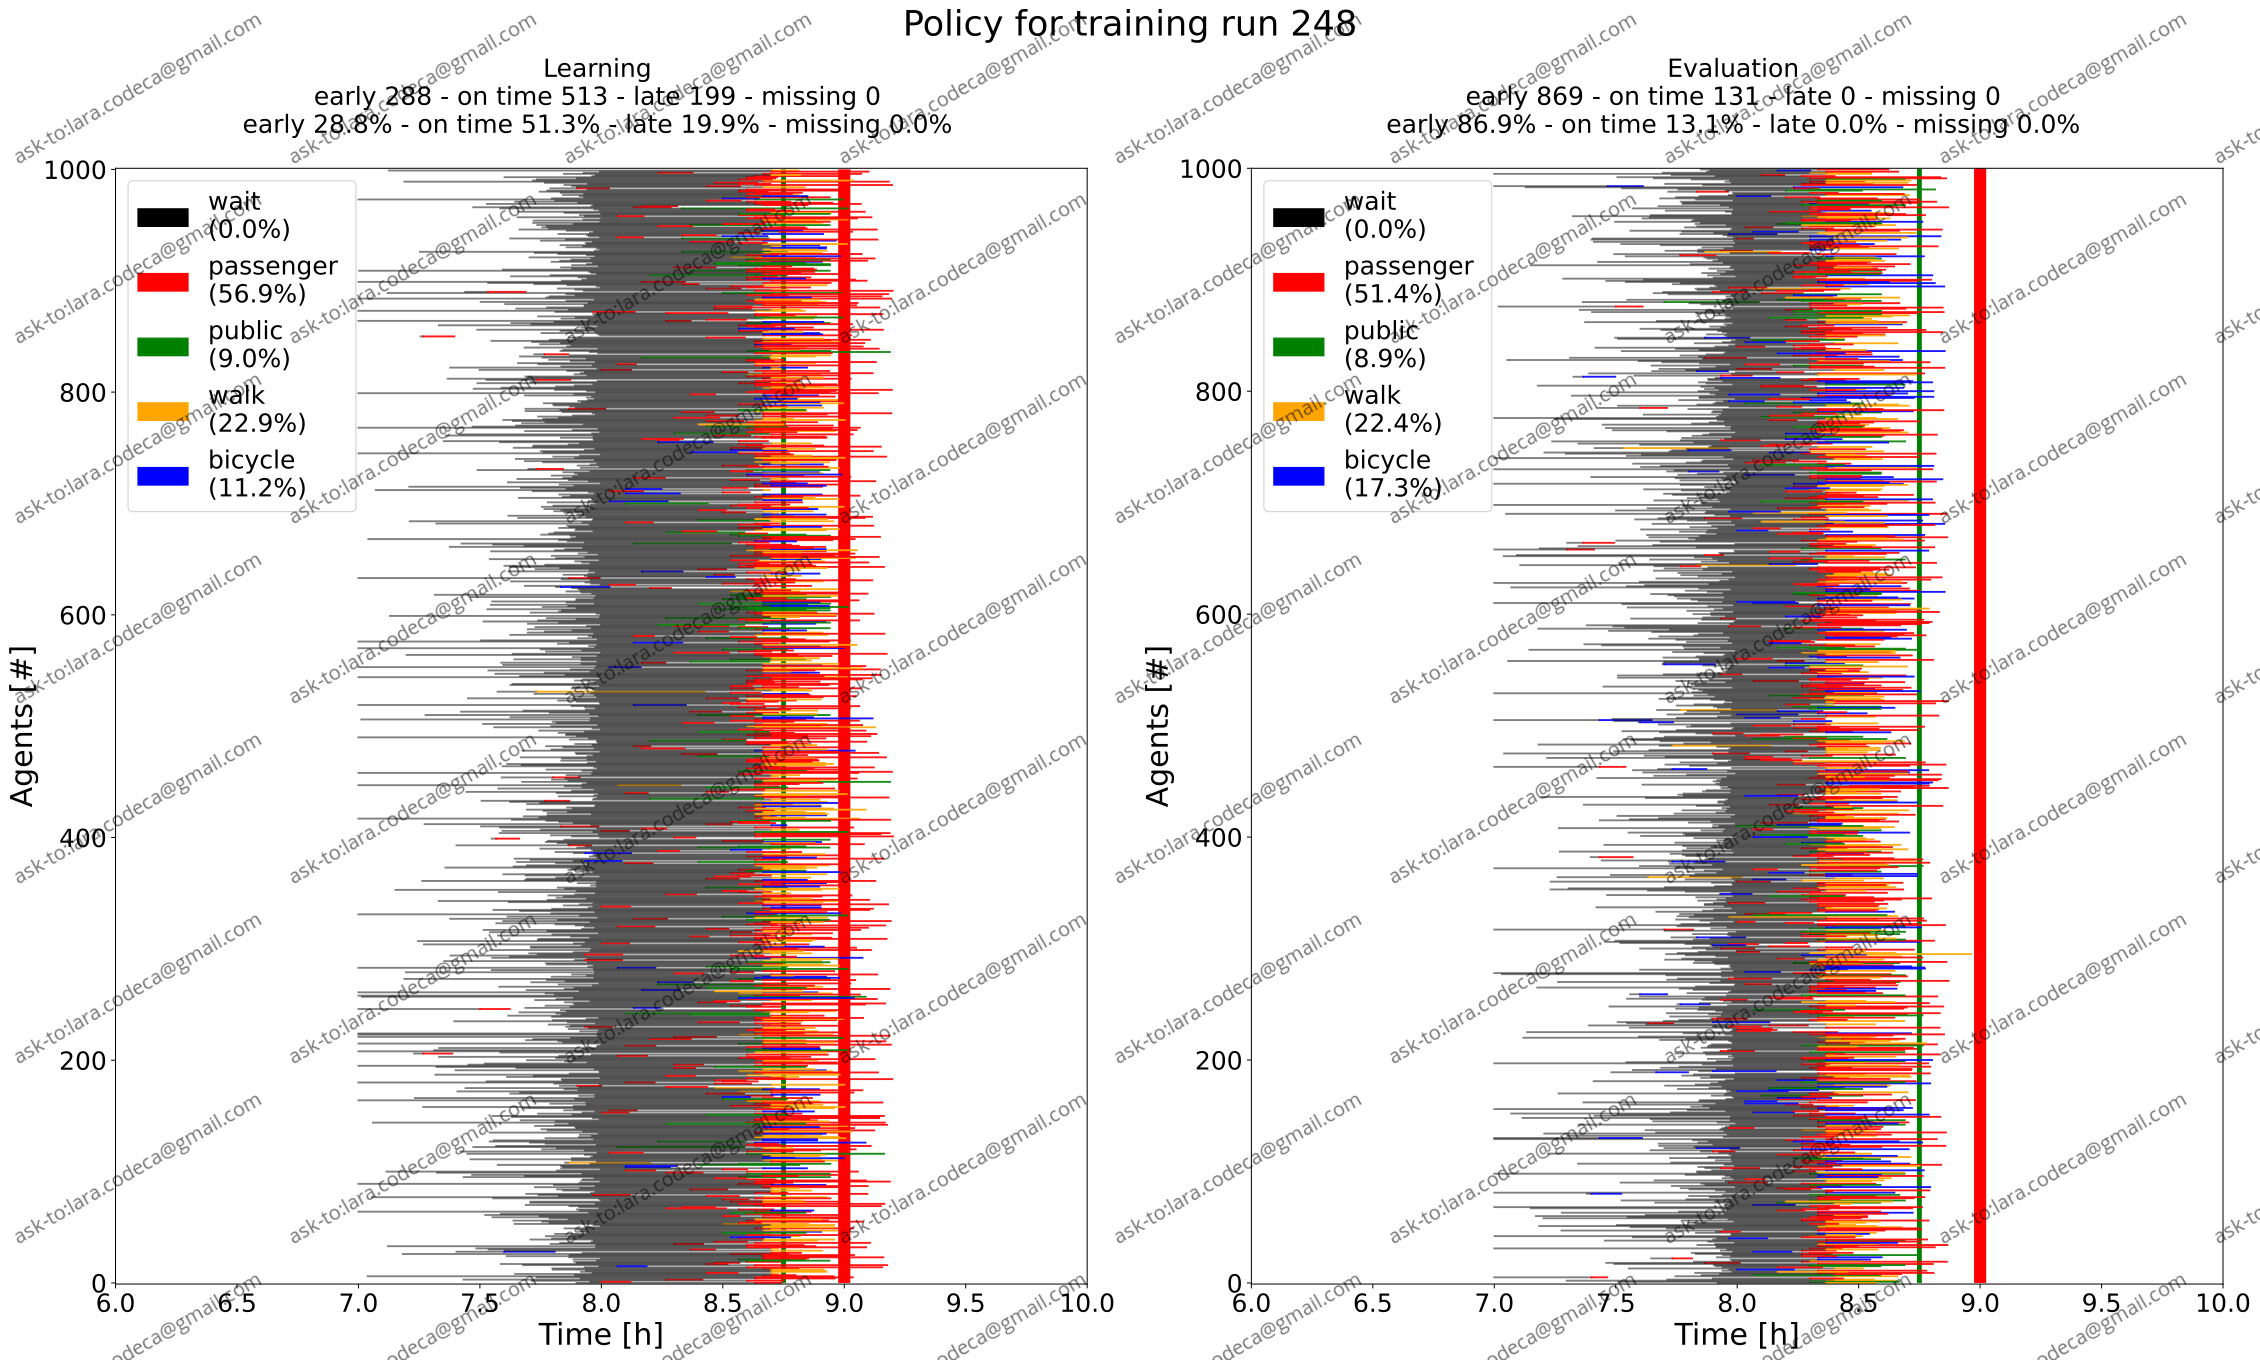 Policy for training run 248
Learning
early 288 - on time 513 - late 199 - missing 0
early 28.8% - on time 51.3% - late 19.9% - missing 0.0%
1000
800
600
400
200
0
Agents [#]
wait
(0.0%)
passenger
(56.9%)
public
(9.0%)
walk
(22.9%)
bicycle
(11.2%)
6.0 6.5 7.0 7.5 8.0 8.5 9.0 9.5 10.0
Time [h]
Evaluation
early 869 - on time 131 - late 0 - missing 0
early 86.9% - on time 13.1% - late 0.0% - missing 0.0%
1000
800
600
400
200
0
Agents [#]
wait
(0.0%)
passenger
(51.4%)
public
(8.9%)
walk
(22.4%)
bicycle
(17.3%)
6.0 6.5 7.0 7.5 8.0 8.5 9.0 9.5 10.0
Time [h]
ask-to:lara.codeca@gmail.com